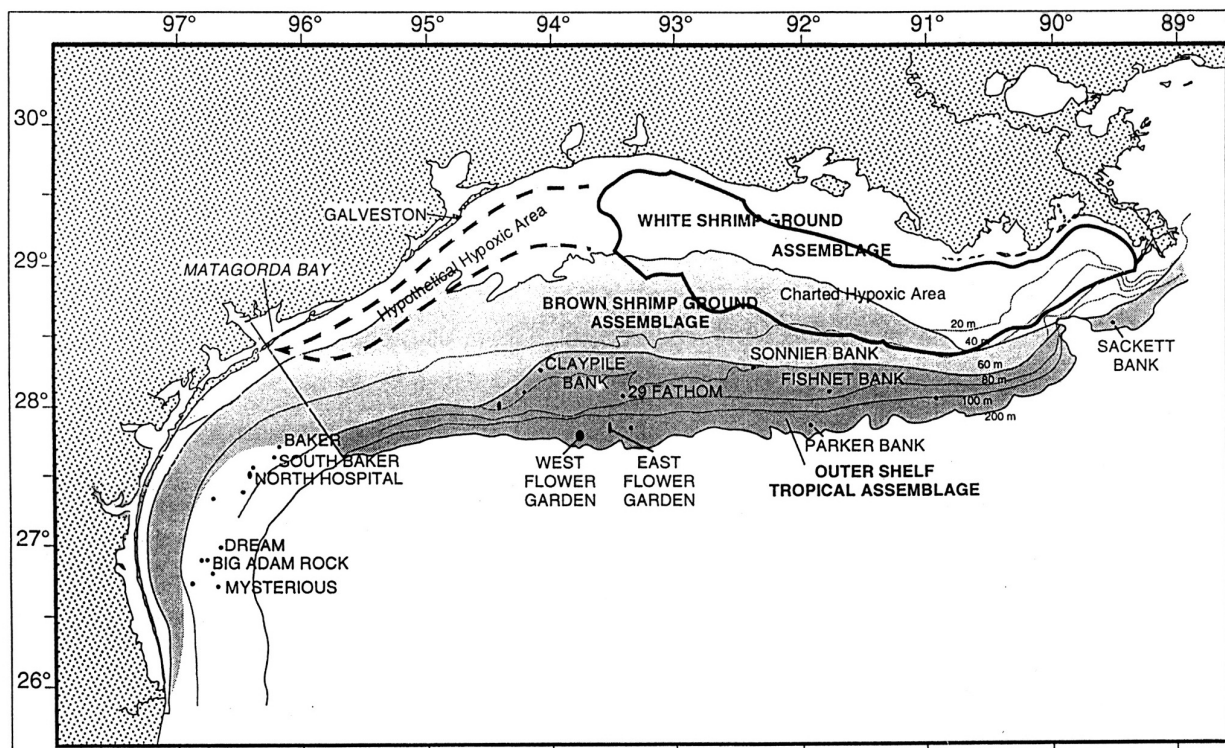 97° 96° 95° 94° 93° 92° 91° 90° 89°
30°
29°
28°
27°
26°
GALVESTON
MATAGORDA BAY
Hypothetical Hypoxic Area
WHITE SHRIMP GROUND
ASSEMBLAGE
Charted Hypoxic Area
BROWN SHRIMP GROUND
ASSEMBLAGE
20 m
40 m
60 m
80 m
100 m
200 m
SACKETT
BANK
SONNIER BANK
CLAYPILE
BANK
29 FATHOM
FISHNET BANK
PARKER BANK
OUTER SHELF
TROPICAL ASSEMBLAGE
WEST
FLOWER
GARDEN
EAST
FLOWER
GARDEN
BAKER
SOUTH BAKER
NORTH HOSPITAL
DREAM
BIG ADAM ROCK
MYSTERIOUS